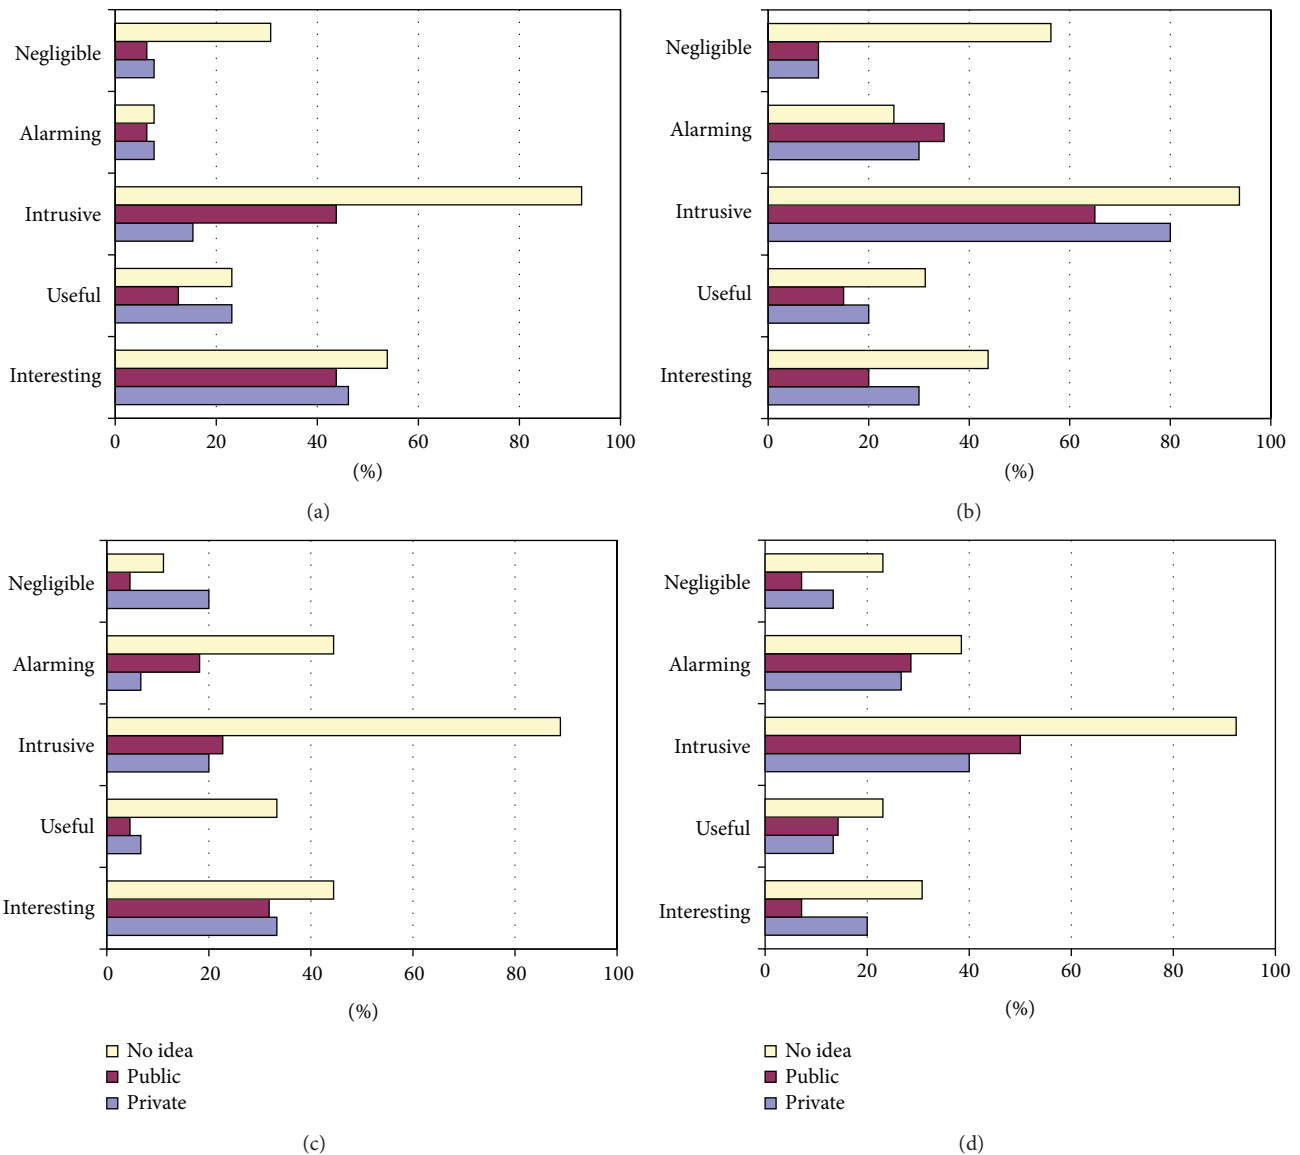 Negligible
Alarming
Intrusive
Useful
Interesting
0 20 40 60 80 100
(%)
(a)
Negligible
Alarming
Intrusive
Useful
Interesting
0 20 40 60 80 100
(%)
(b)
Negligible
Alarming
Intrusive
Useful
Interesting
0 20 40 60 80 100
(%)
No idea
Public
Private
(c)
Negligible
Alarming
Intrusive
Useful
Interesting
0 20 40 60 80 100
(%)
No idea
Public
Private
(d)